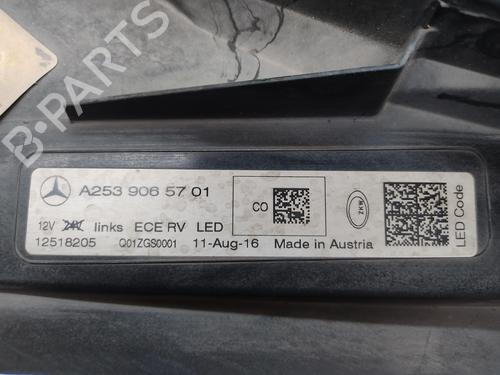 B-PARTS
A253 906 57 01
CO
ZKW
LED Code
12V 24V links ECE RV LED
12518205 Q01ZGS0001 11-Aug-16 Made in Austria